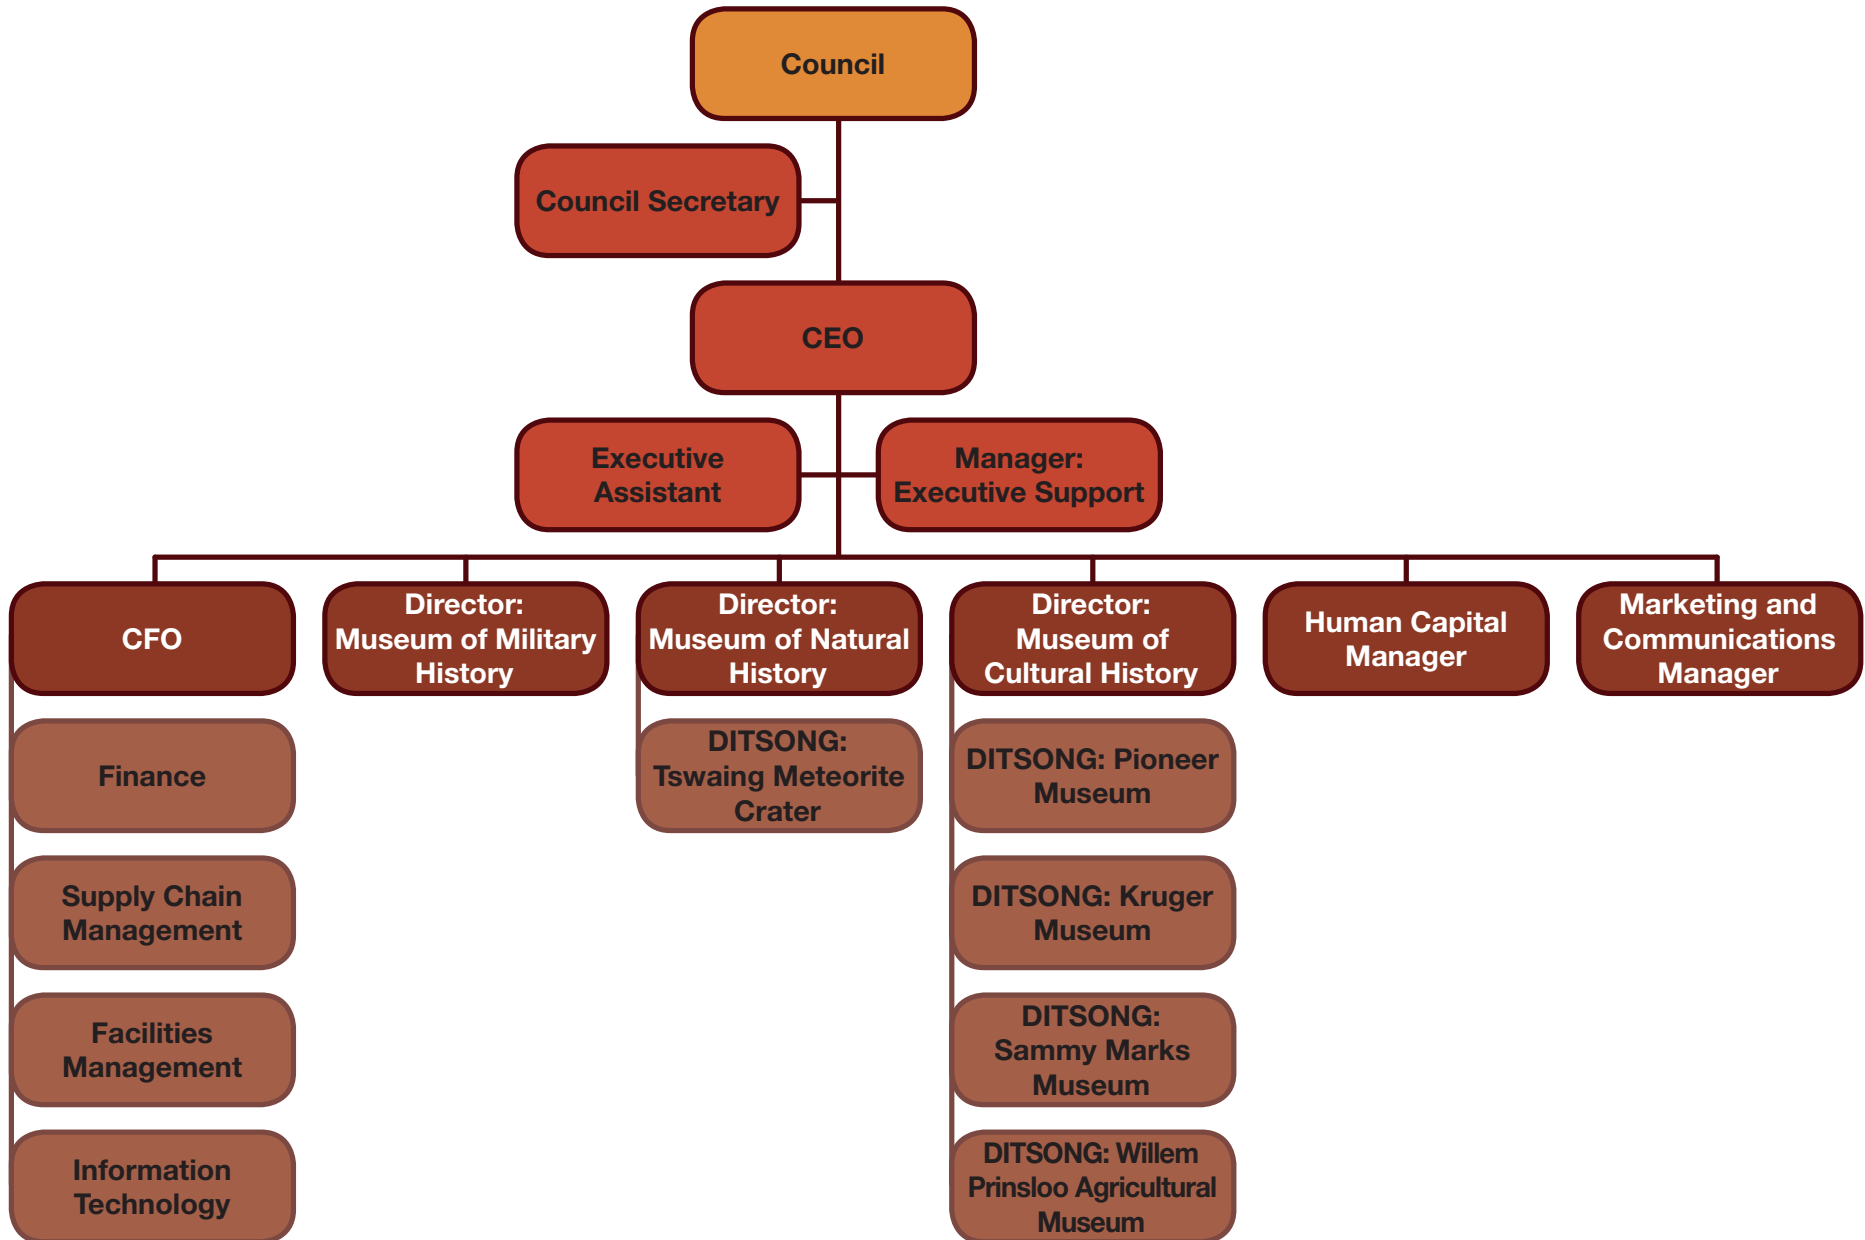 Council
Council Secretary
CEO
Executive
Assistant
Manager:
Executive Support
CFO
Director:
Museum of Military
History
Director:
Museum of Natural
History
Director:
Museum of
Cultural History
Human Capital
Manager
Marketing and
Communications
Manager
Finance
Supply Chain
Management
Facilities
Management
Information
Technology
DITSONG:
Tswaing Meteorite
Crater
DITSONG: Pioneer
Museum
DITSONG: Kruger
Museum
DITSONG:
Sammy Marks
Museum
DITSONG: Willem
Prinsloo Agricultural
Museum